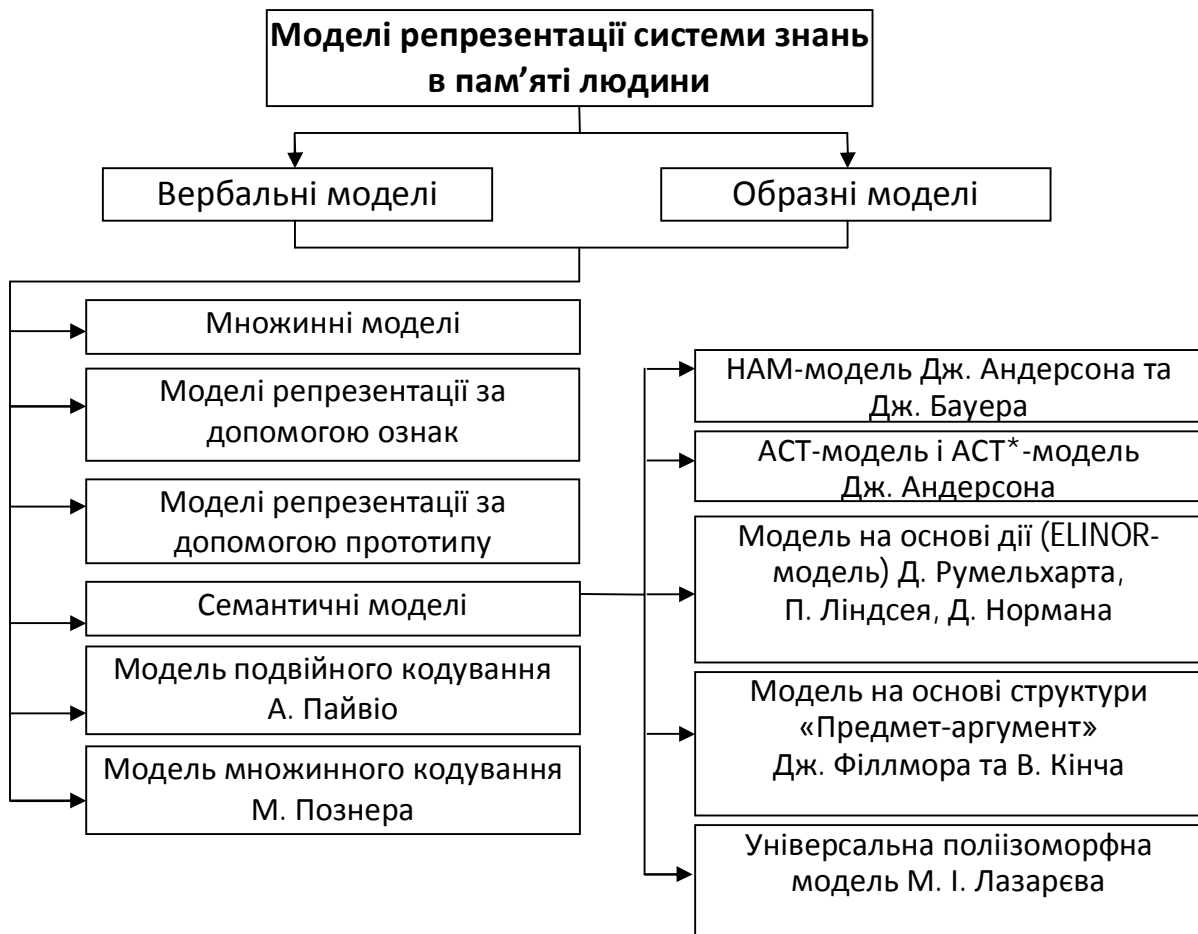 Моделі репрезентації системи знань
в пам’яті людини
Вербальні моделі
Образні моделі
Множинні моделі
Моделі репрезентації за
допомогою ознак
Моделі репрезентації за
допомогою прототипу
Семантичні моделі
Модель подвійного кодування
А. Пайвіо
Модель множинного кодування
М. Познера
НАМ-модель Дж. Андерсона та
Дж. Бауера
АСТ-модель і АСТ*-модель
Дж. Андерсона
Модель на основі дії (ELINOR-
модель) Д. Румельхарта,
П. Ліндсея, Д. Нормана
Модель на основі структури
«Предмет-аргумент»
Дж. Філлмора та В. Кінча
Універсальна поліізоморфна
модель М. І. Лазарєва